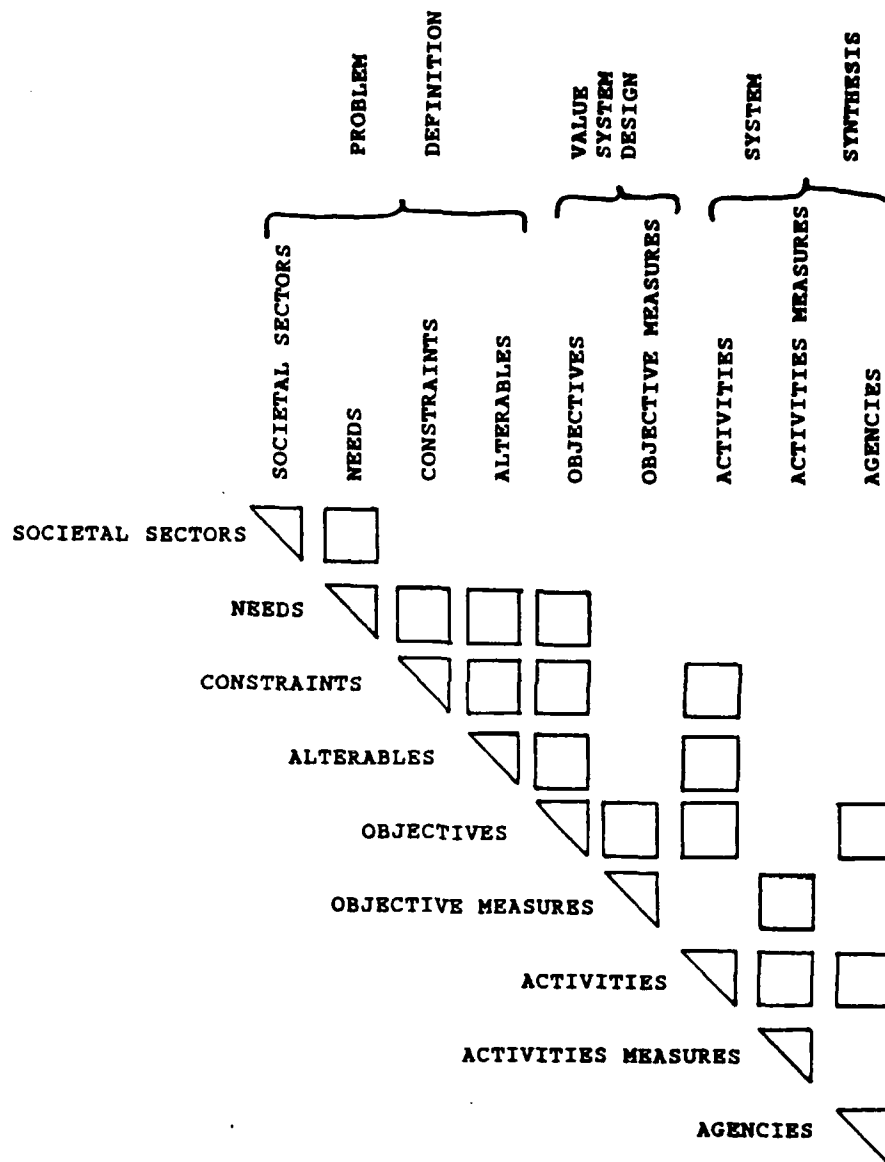 PROBLEM
DEFINITION
VALUE
SYSTEM
DESIGN
SYSTEM
SYNTHESIS
SOCIETAL SECTORS
NEEDS
CONSTRAINTS
ALTERABLES
OBJECTIVES
OBJECTIVE MEASURES
ACTIVITIES
ACTIVITIES MEASURES
AGENCIES
SOCIETAL SECTORS
NEEDS
CONSTRAINTS
ALTERABLES
OBJECTIVES
OBJECTIVE MEASURES
ACTIVITIES
ACTIVITIES MEASURES
AGENCIES